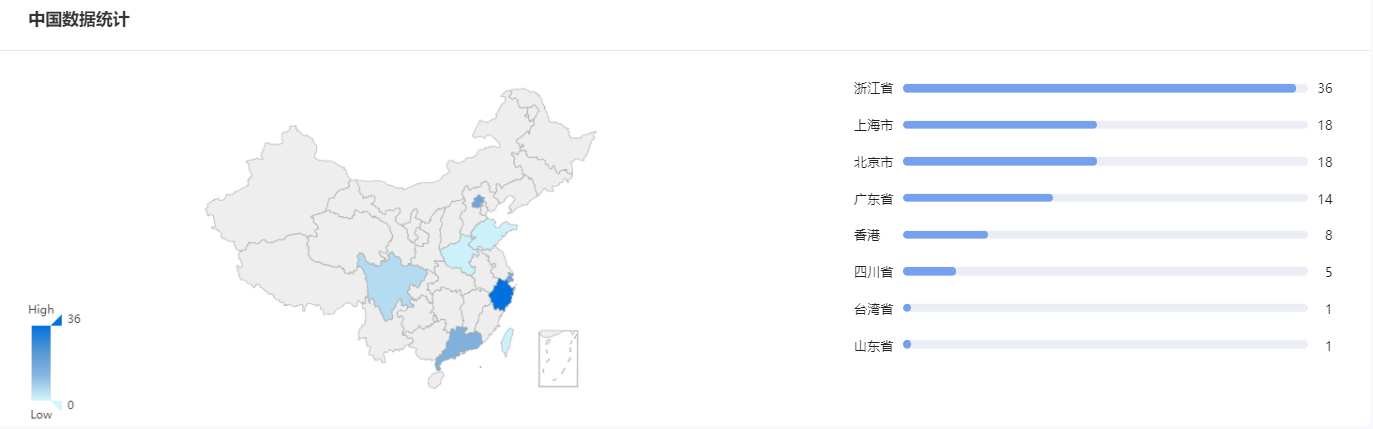 中国数据统计
High
36
0
Low
浙江省 36
上海市 18
北京市 18
广东省 14
香港 8
四川省 5
台湾省 1
山东省 1